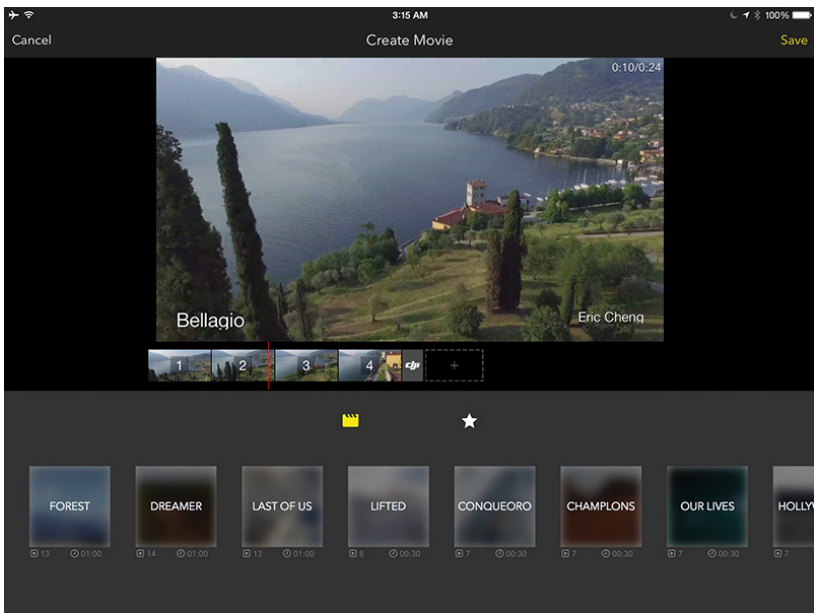 3:15 AM 100%
Cancel Create Movie Save
0:10/0:24
Bellagio Eric Cheng
1 2 3 4 dji +
FOREST DREAMER LAST OF US LIFTED CONQUEORO CHAMPLONS OUR LIVES HOLLYV
13 01:00 14 01:00 13 01:00 8 00:30 7 00:30 7 00:30 7 00:30 7